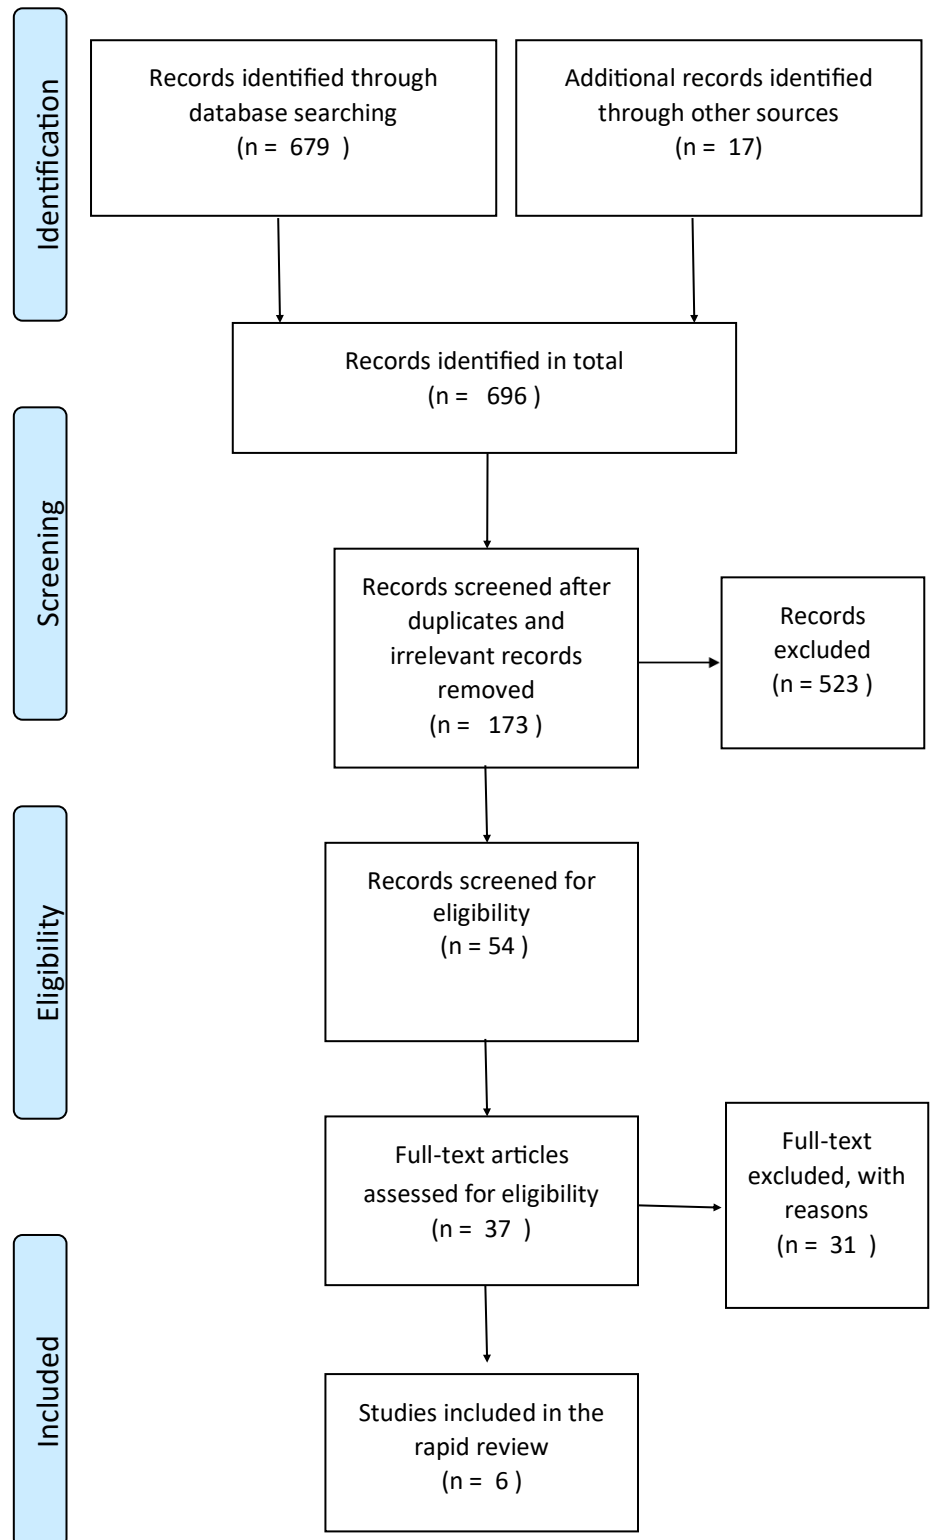 Identification
Records identified through
database searching
(n = 679 )
Additional records identified
through other sources
(n = 17)
Records identified in total
(n = 696 )
Screening
Records screened after
duplicates and
irrelevant records
removed
(n = 173 )
Records
excluded
(n = 523 )
Eligibility
Records screened for
eligibility
(n = 54 )
Full-text articles
assessed for eligibility
(n = 37 )
Full-text
excluded, with
reasons
(n = 31 )
Included
Studies included in the
rapid review
(n = 6 )